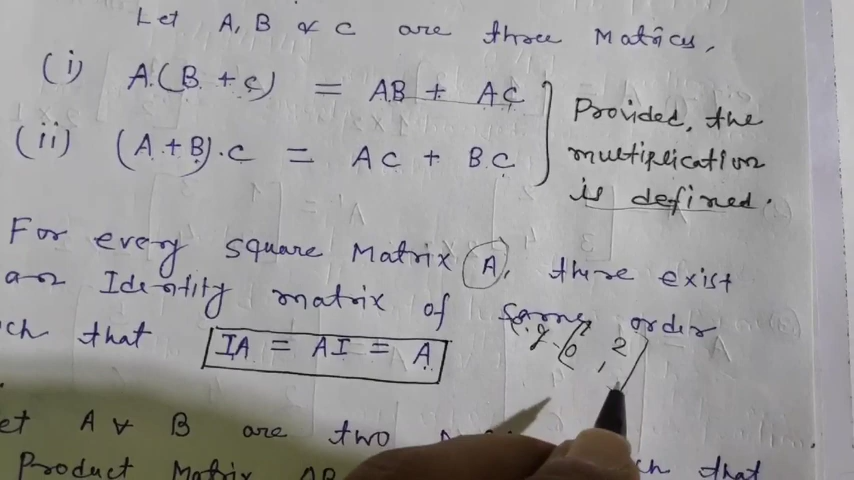 Let A, B & C are three Matrices,
(i) A.(B + C) = AB + AC
(ii) (A + B).C = AC + BC
Provided, the
multiplication
is defined.
For every square Matrix A, there exist
an Identity matrix of same order
ch that IA = AI = A
e.g.
et A & B are two
Product Matrix AB ch that